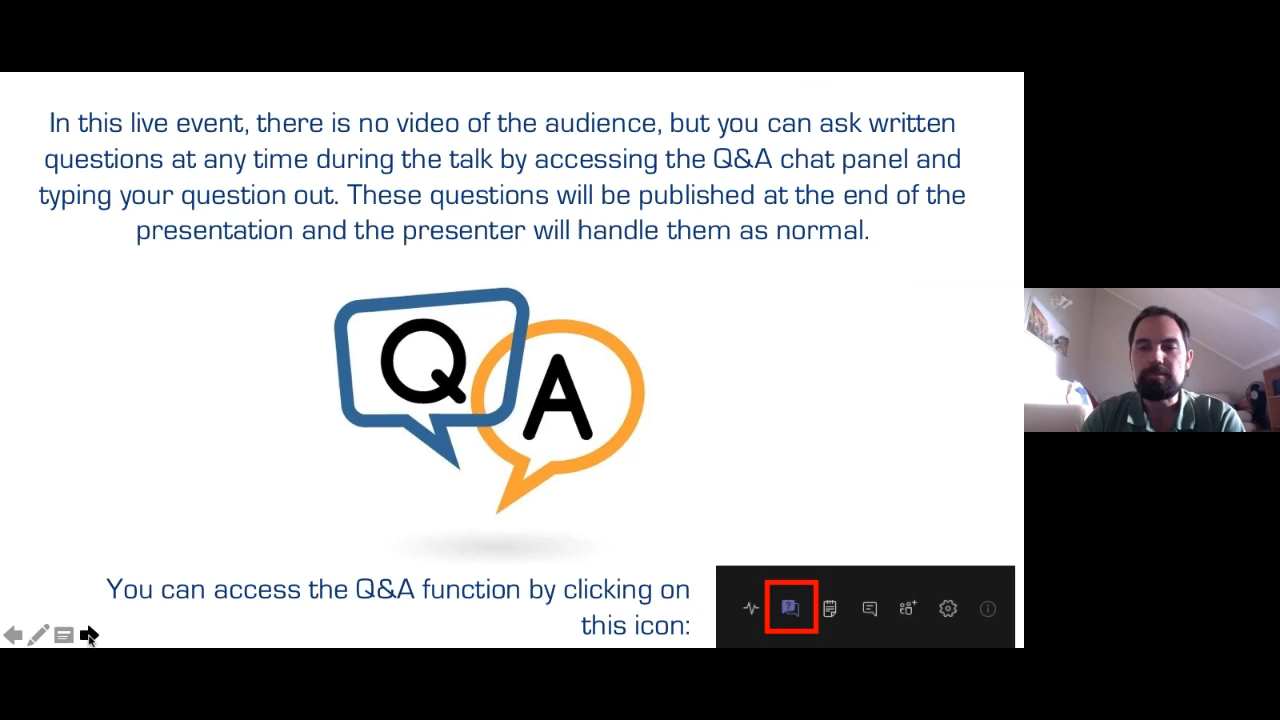 In this live event, there is no video of the audience, but you can ask written
questions at any time during the talk by accessing the Q&A chat panel and
typing your question out. These questions will be published at the end of the
presentation and the presenter will handle them as normal.
Q
A
You can access the Q&A function by clicking on
this icon: